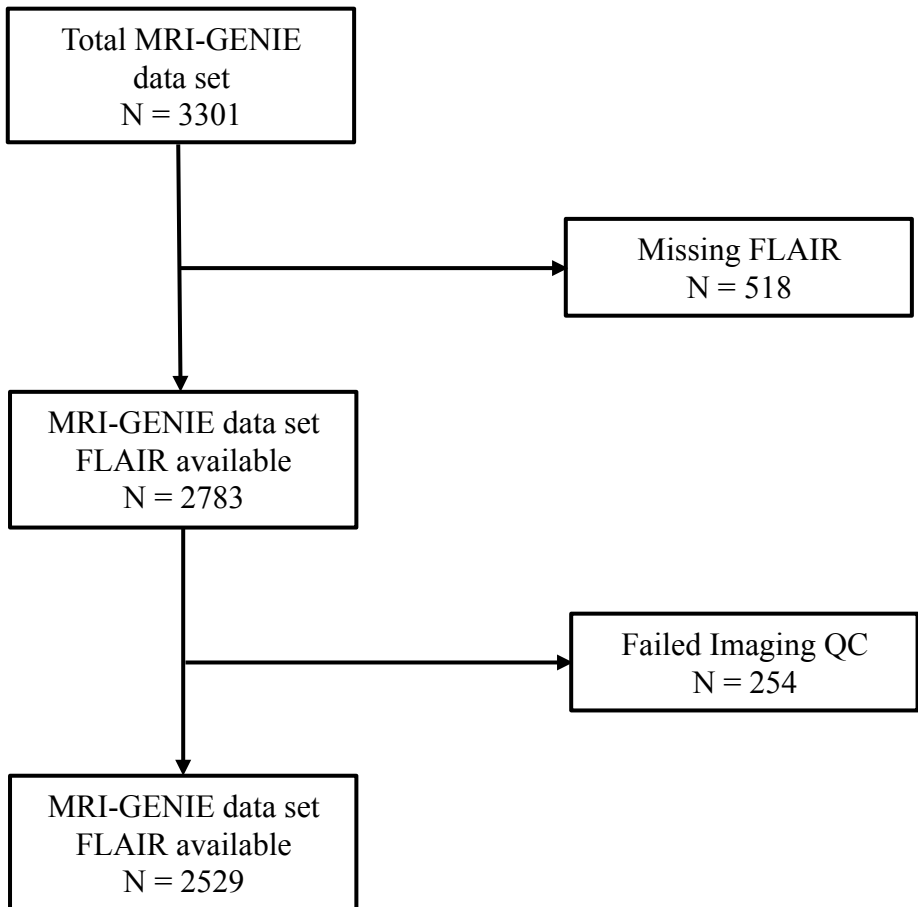 Total MRI-GENIE
data set
N = 3301
Missing FLAIR
N = 518
MRI-GENIE data set
FLAIR available
N = 2783
Failed Imaging QC
N = 254
MRI-GENIE data set
FLAIR available
N = 2529